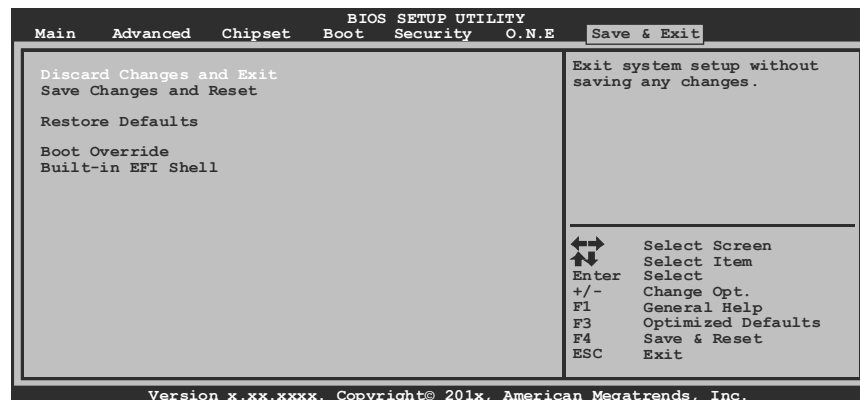 BIOS SETUP UTILITY
Main Advanced Chipset Boot Security O.N.E Save & Exit
Discard Changes and Exit
Save Changes and Reset
Restore Defaults
Boot Override
Built-in EFI Shell
Exit system setup without
saving any changes.
Select Screen
Select Item
Enter Select
+/- Change Opt.
F1 General Help
F3 Optimized Defaults
F4 Save & Reset
ESC Exit
Version x.xx.xxxx. Copyright© 201x, American Megatrends, Inc.